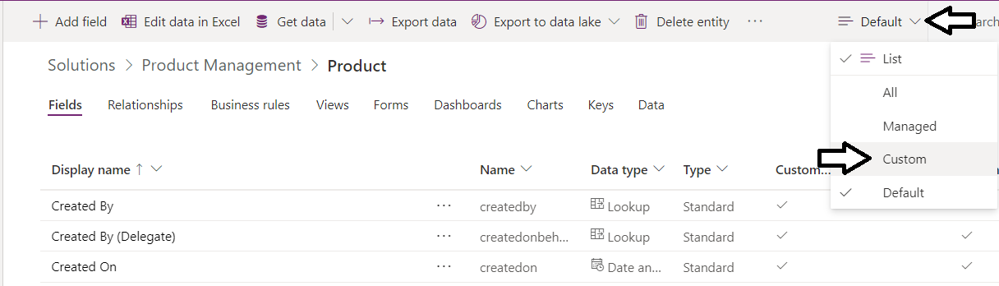 Add field Edit data in Excel Get data Export data Export to data lake Delete entity ··· Default arch
Solutions > Product Management > Product
List
All
Managed
Custom
Default
Fields Relationships Business rules Views Forms Dashboards Charts Keys Data
Display name ↑ Name Data type Type Custom...
Created By ··· createdby Lookup Standard
Created By (Delegate) ··· createdonbeh... Lookup Standard
Created On ··· createdon Date an... Standard